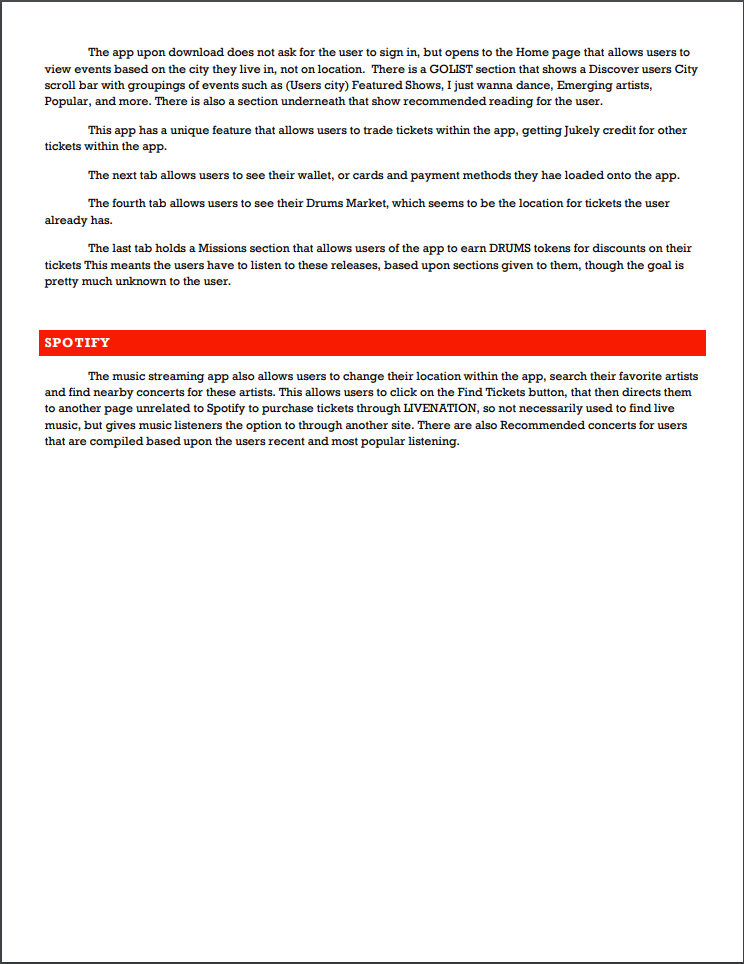 The app upon download does not ask for the user to sign in, but opens to the Home page that allows users to
view events based on the city they live in, not on location.  There is a GOLIST section that shows a Discover users City
scroll bar with groupings of events such as (Users city) Featured Shows, I just wanna dance, Emerging artists,
Popular, and more. There is also a section underneath that show recommended reading for the user.
This app has a unique feature that allows users to trade tickets within the app, getting Jukely credit for other
tickets within the app.
The next tab allows users to see their wallet, or cards and payment methods they hae loaded onto the app.
The fourth tab allows users to see their Drums Market, which seems to be the location for tickets the user
already has.
The last tab holds a Missions section that allows users of the app to earn DRUMS tokens for discounts on their
tickets This meants the users have to listen to these releases, based upon sections given to them, though the goal is
pretty much unknown to the user.
SPOTIFY
The music streaming app also allows users to change their location within the app, search their favorite artists
and find nearby concerts for these artists. This allows users to click on the Find Tickets button, that then directs them
to another page unrelated to Spotify to purchase tickets through LIVENATION, so not necessarily used to find live
music, but gives music listeners the option to through another site. There are also Recommended concerts for users
that are compiled based upon the users recent and most popular listening.